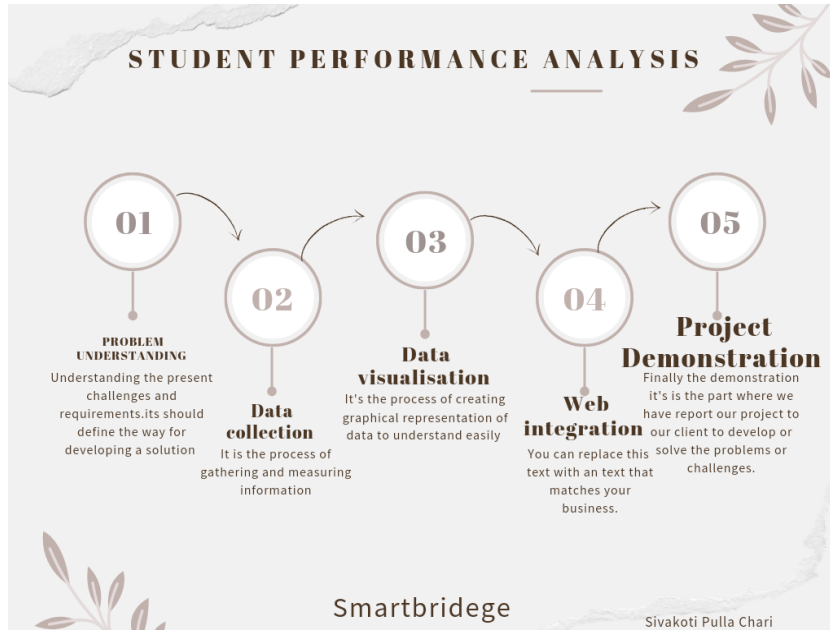 STUDENT PERFORMANCE ANALYSIS
01
PROBLEM
UNDERSTANDING
Understanding the present
challenges and
requirements.its should
define the way for
developing a solution
02
Data
collection
It is the process of
gathering and measuring
information
03
Data
visualisation
It's the process of creating
graphical representation of
data to understand easily
04
Web
integration
You can replace this
text with an text that
matches your
business.
05
Project
Demonstration
Finally the demonstration
it's is the part where we
have report our project to
our client to develop or
solve the problems or
challenges.
Smartbridege
Sivakoti Pulla Chari